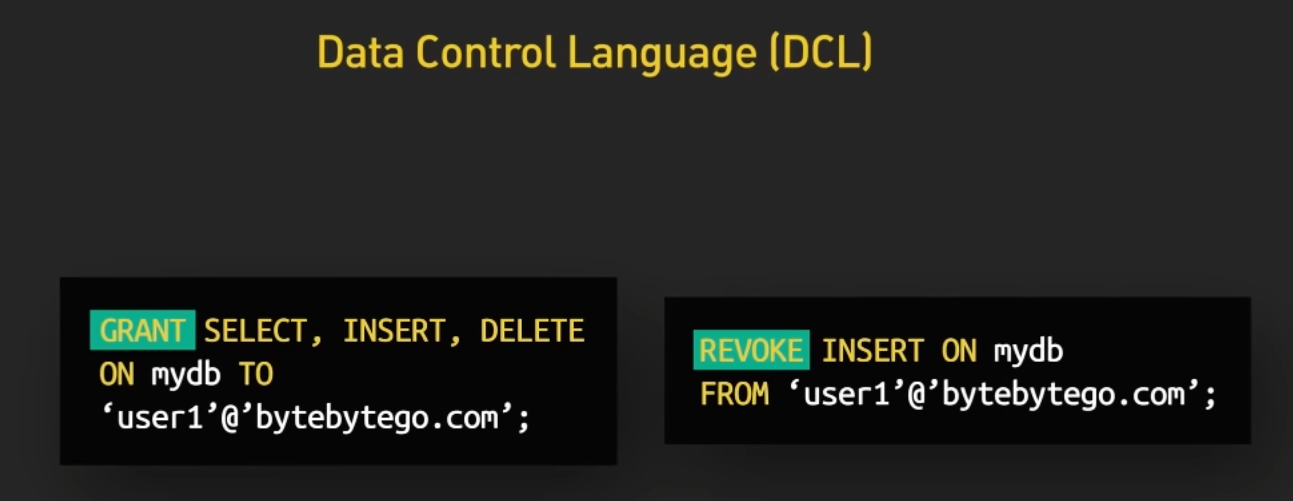 Data Control Language (DCL)
GRANT SELECT, INSERT, DELETE
ON mydb TO
‘user1’@’bytebytego.com’;
REVOKE INSERT ON mydb
FROM ‘user1’@’bytebytego.com’;